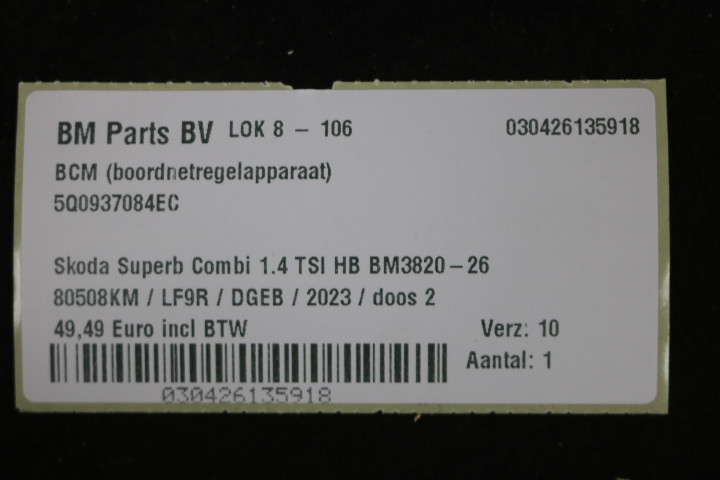 BM Parts BV LOK 8 - 106 030426135918
BCM (boordnetregelapparaat)
5Q0937084EC
Skoda Superb Combi 1.4 TSI HB BM3820-26
80508KM / LF9R / DGEB / 2023 / doos 2
49,49 Euro incl BTW Verz: 10
Aantal: 1
030426135918